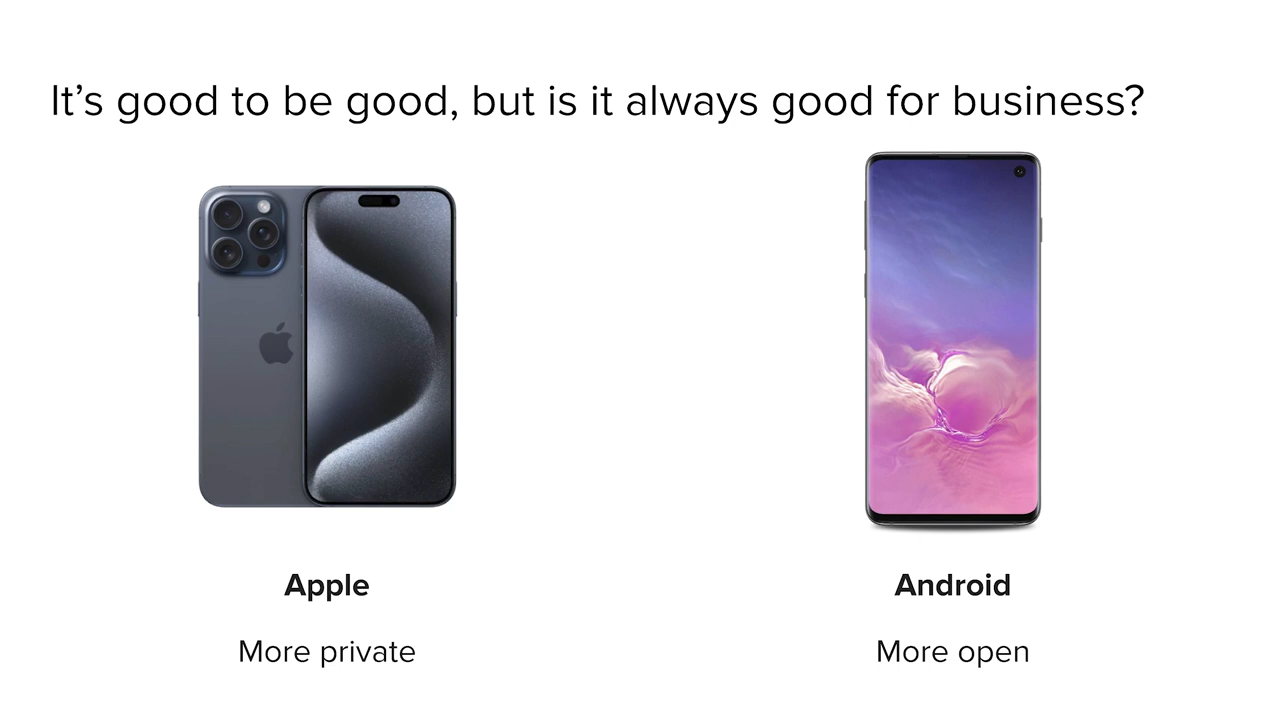 It’s good to be good, but is it always good for business?
Apple
More private
Android
More open